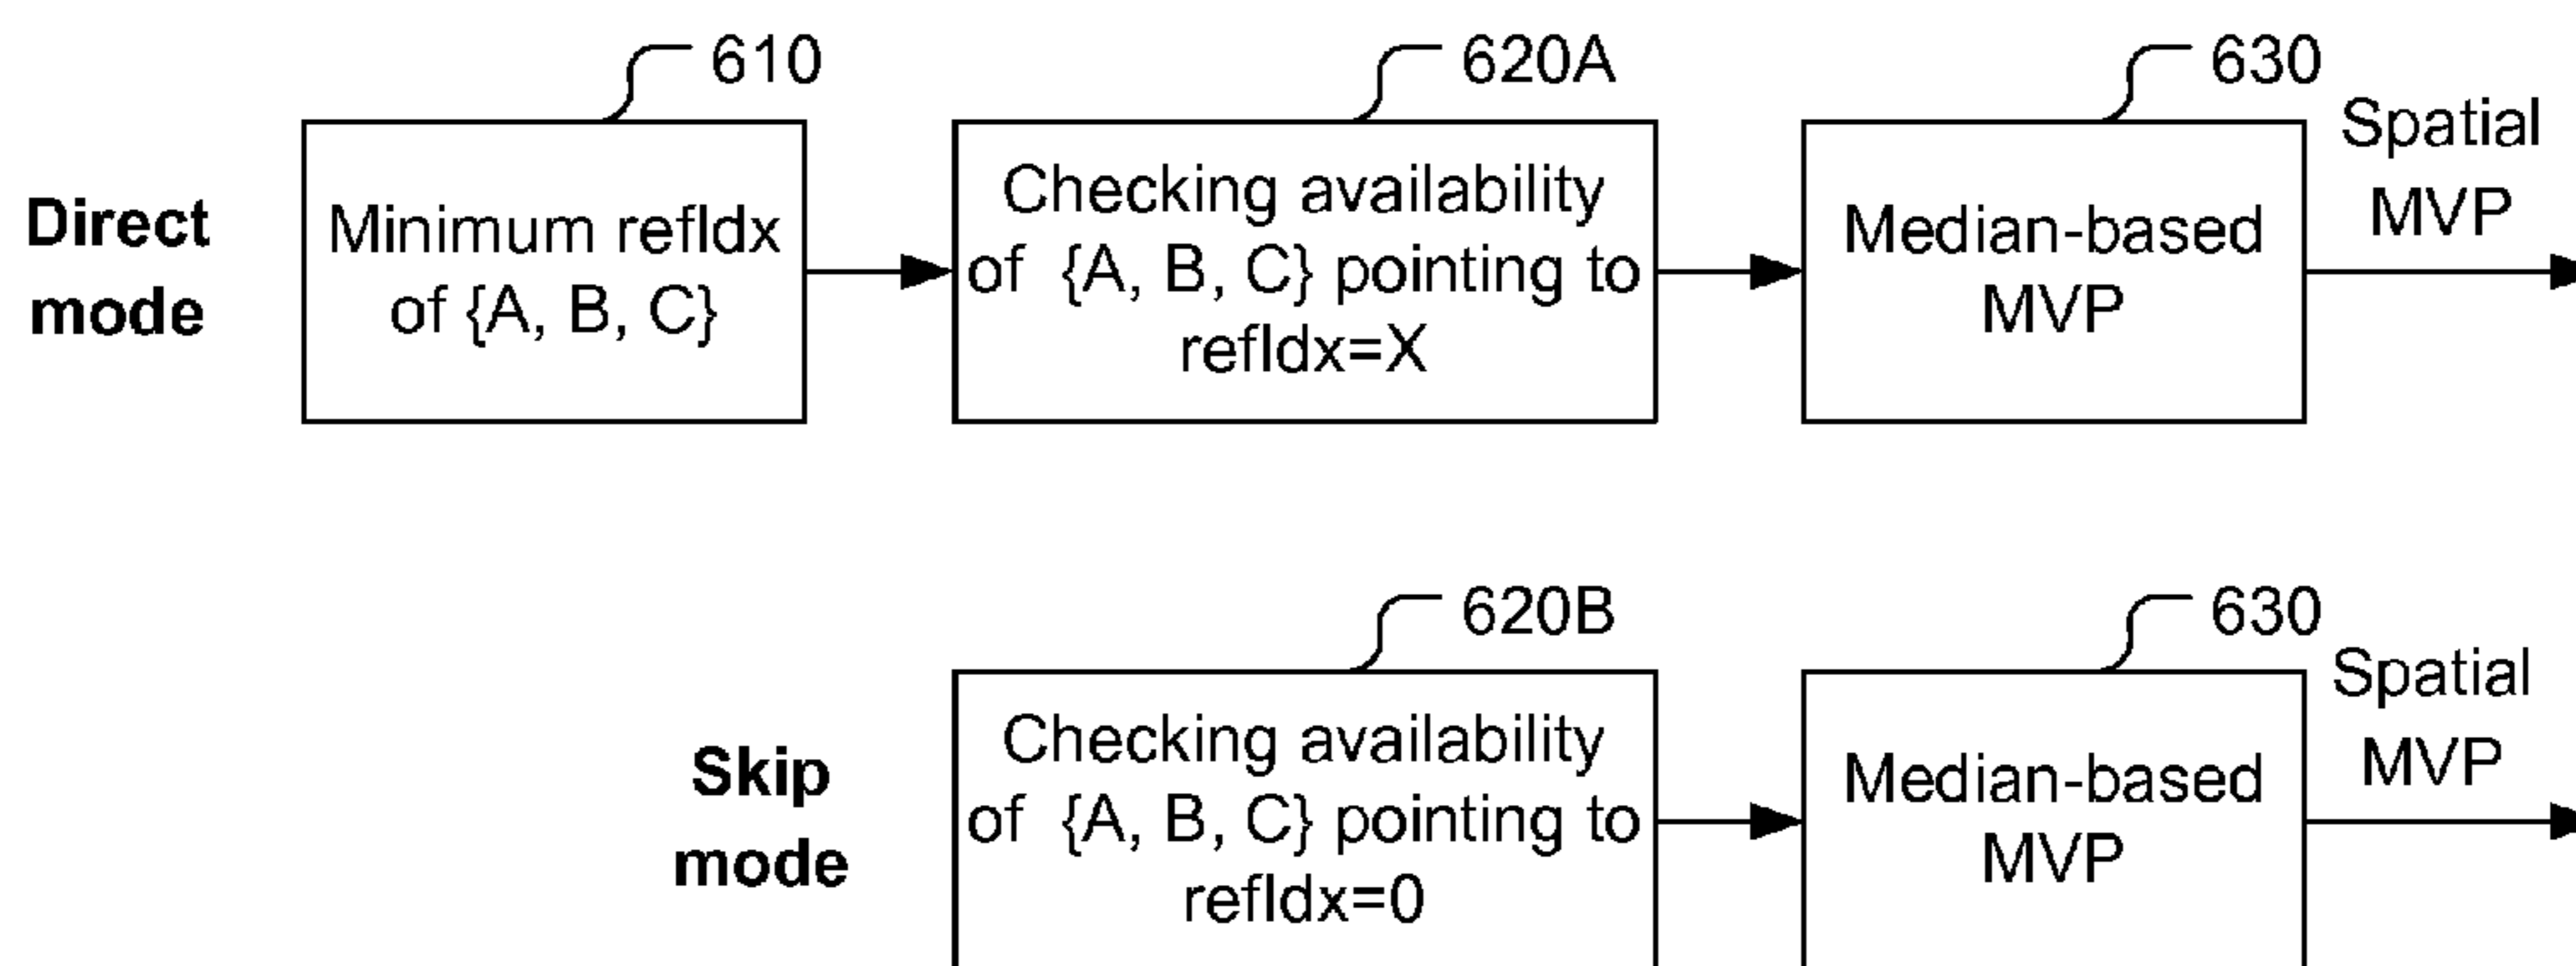 610
620A
630
Direct
mode
Minimum refIdx
of {A, B, C}
Checking availability
of {A, B, C} pointing to
refIdx=X
Median-based
MVP
Spatial
MVP
620B
630
Skip
mode
Checking availability
of {A, B, C} pointing to
refIdx=0
Median-based
MVP
Spatial
MVP